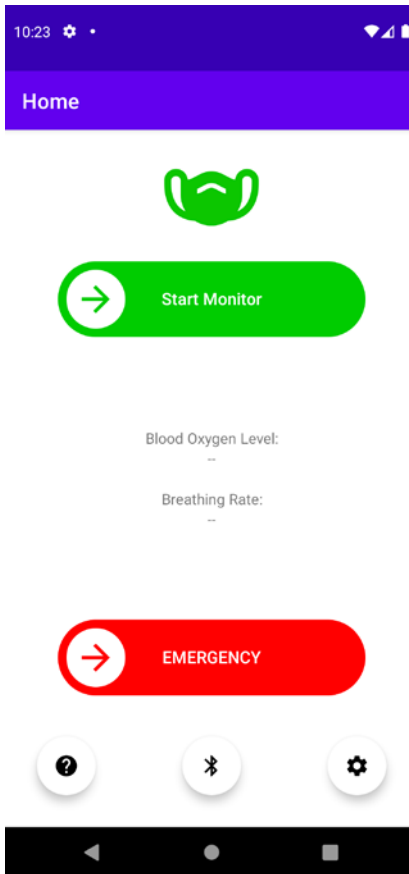 10:23
Home
Start Monitor
Blood Oxygen Level:
--
Breathing Rate:
--
EMERGENCY